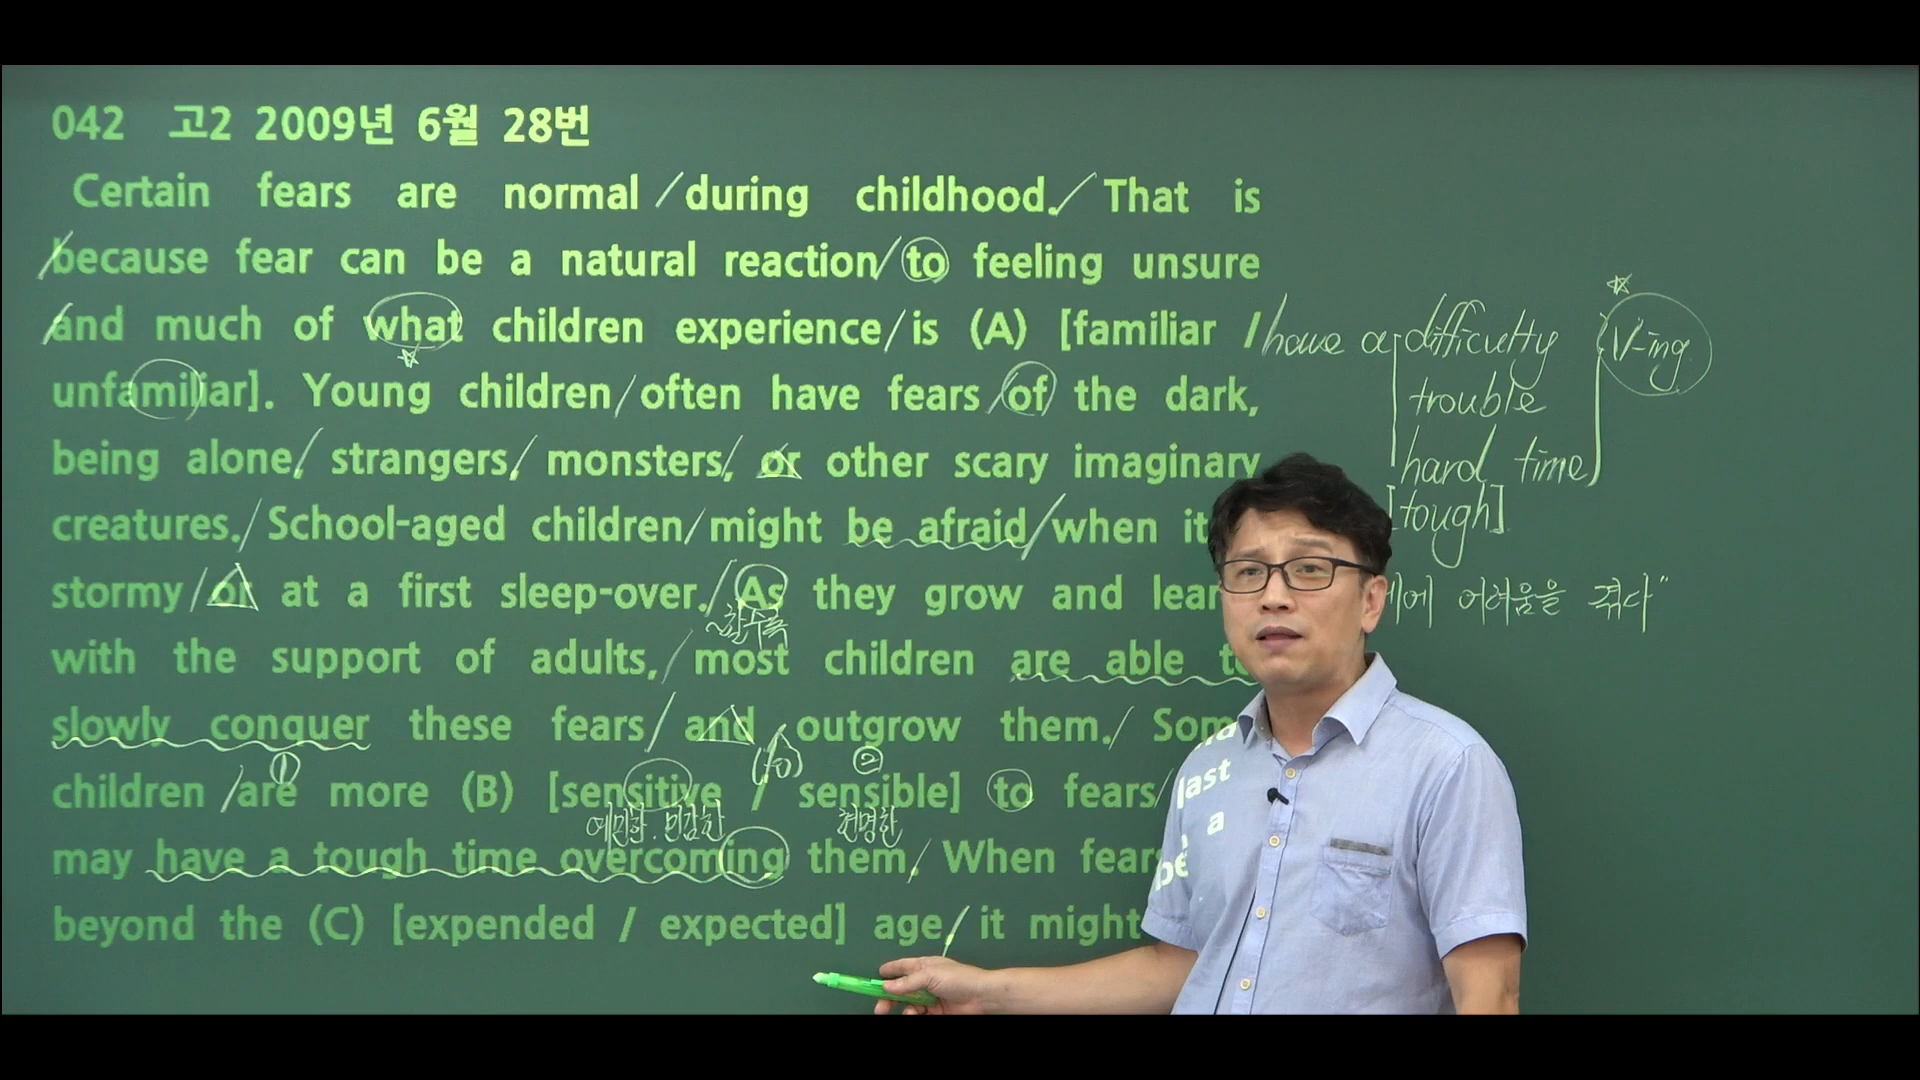 042 고2 2009년 6월 28번
Certain fears are normal / during childhood. / That is
because fear can be a natural reaction / to feeling unsure
and much of what children experience / is (A) [familiar /
unfamiliar]. Young children / often have fears / of the dark,
being alone, / strangers, / monsters, / or other scary imaginary
creatures. / School-aged children / might be afraid / when it
stormy / or at a first sleep-over. / As they grow and lear
~할수록
with the support of adults, / most children are able to
slowly conquer these fears / and outgrow them. / Som
(to)
① ②
children / are more (B) [sensitive / sensible] to fears / and
예민한. 민감한 현명한
may have a tough time overcoming them. / When fear last
beyond the (C) [expended / expected] age / it might be a
have a difficulty V-ing
trouble
hard time
[tough]
에 어려움을 겪다"